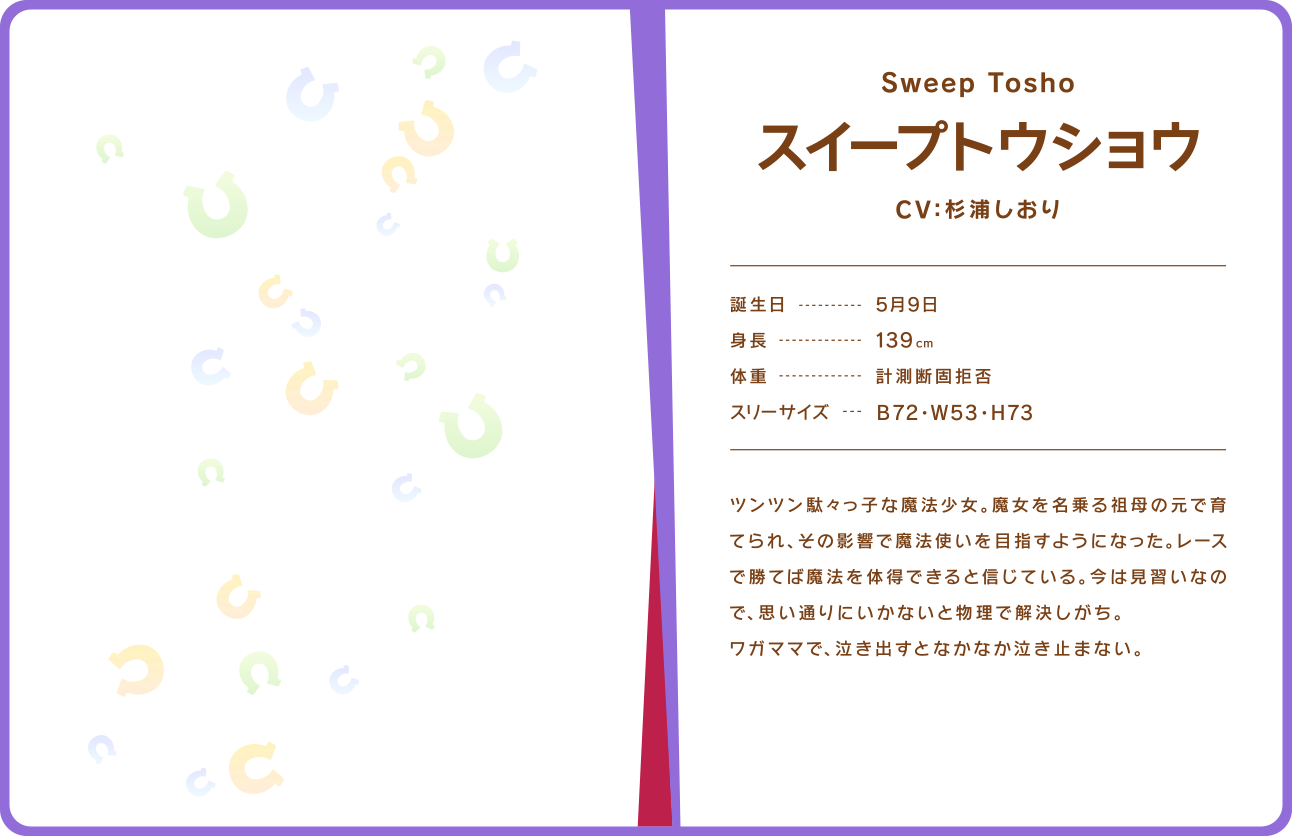 Sweep Tosho
スイープトウショウ
CV:杉浦しおり
誕生日 ---------- 5月9日
身長 ------------- 139cm
体重 ------------- 計測断固拒否
スリーサイズ --- B72・W53・H73
ツンツン駄々っ子な魔法少女。魔女を名乗る祖母の元で育
てられ、その影響で魔法使いを目指すようになった。レース
で勝てば魔法を体得できると信じている。今は見習いなの
で、思い通りにいかないと物理で解決しがち。
ワガママで、泣き出すとなかなか泣き止まない。